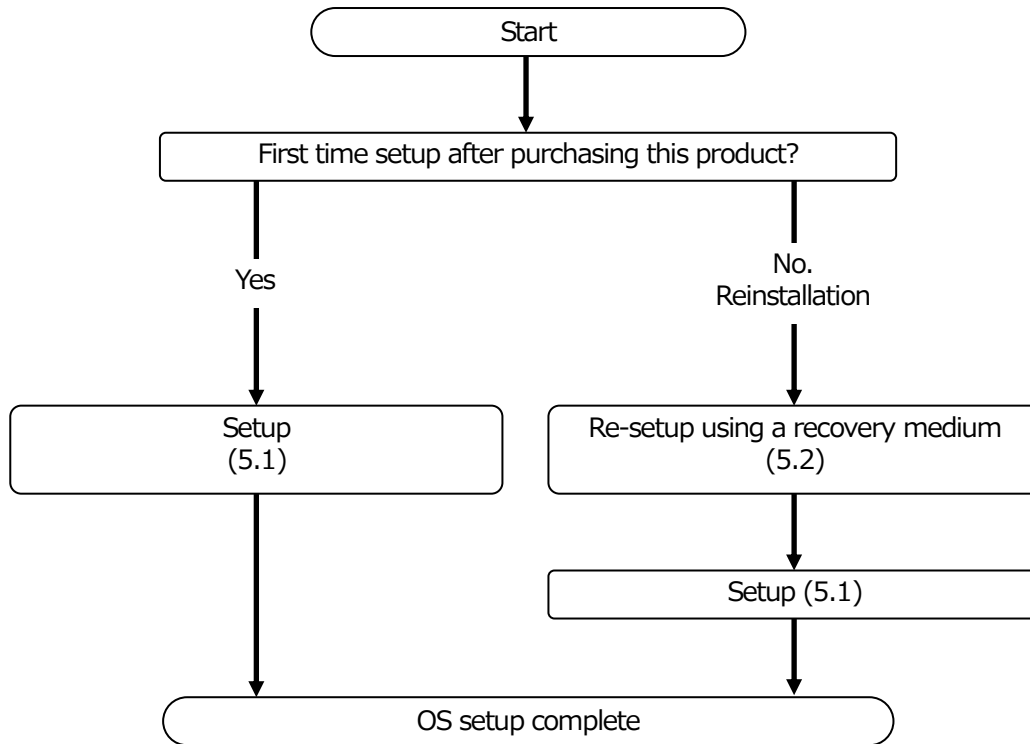 Start
First time setup after purchasing this product?
Yes
No.
Reinstallation
Setup
(5.1)
Re-setup using a recovery medium
(5.2)
Setup (5.1)
OS setup complete